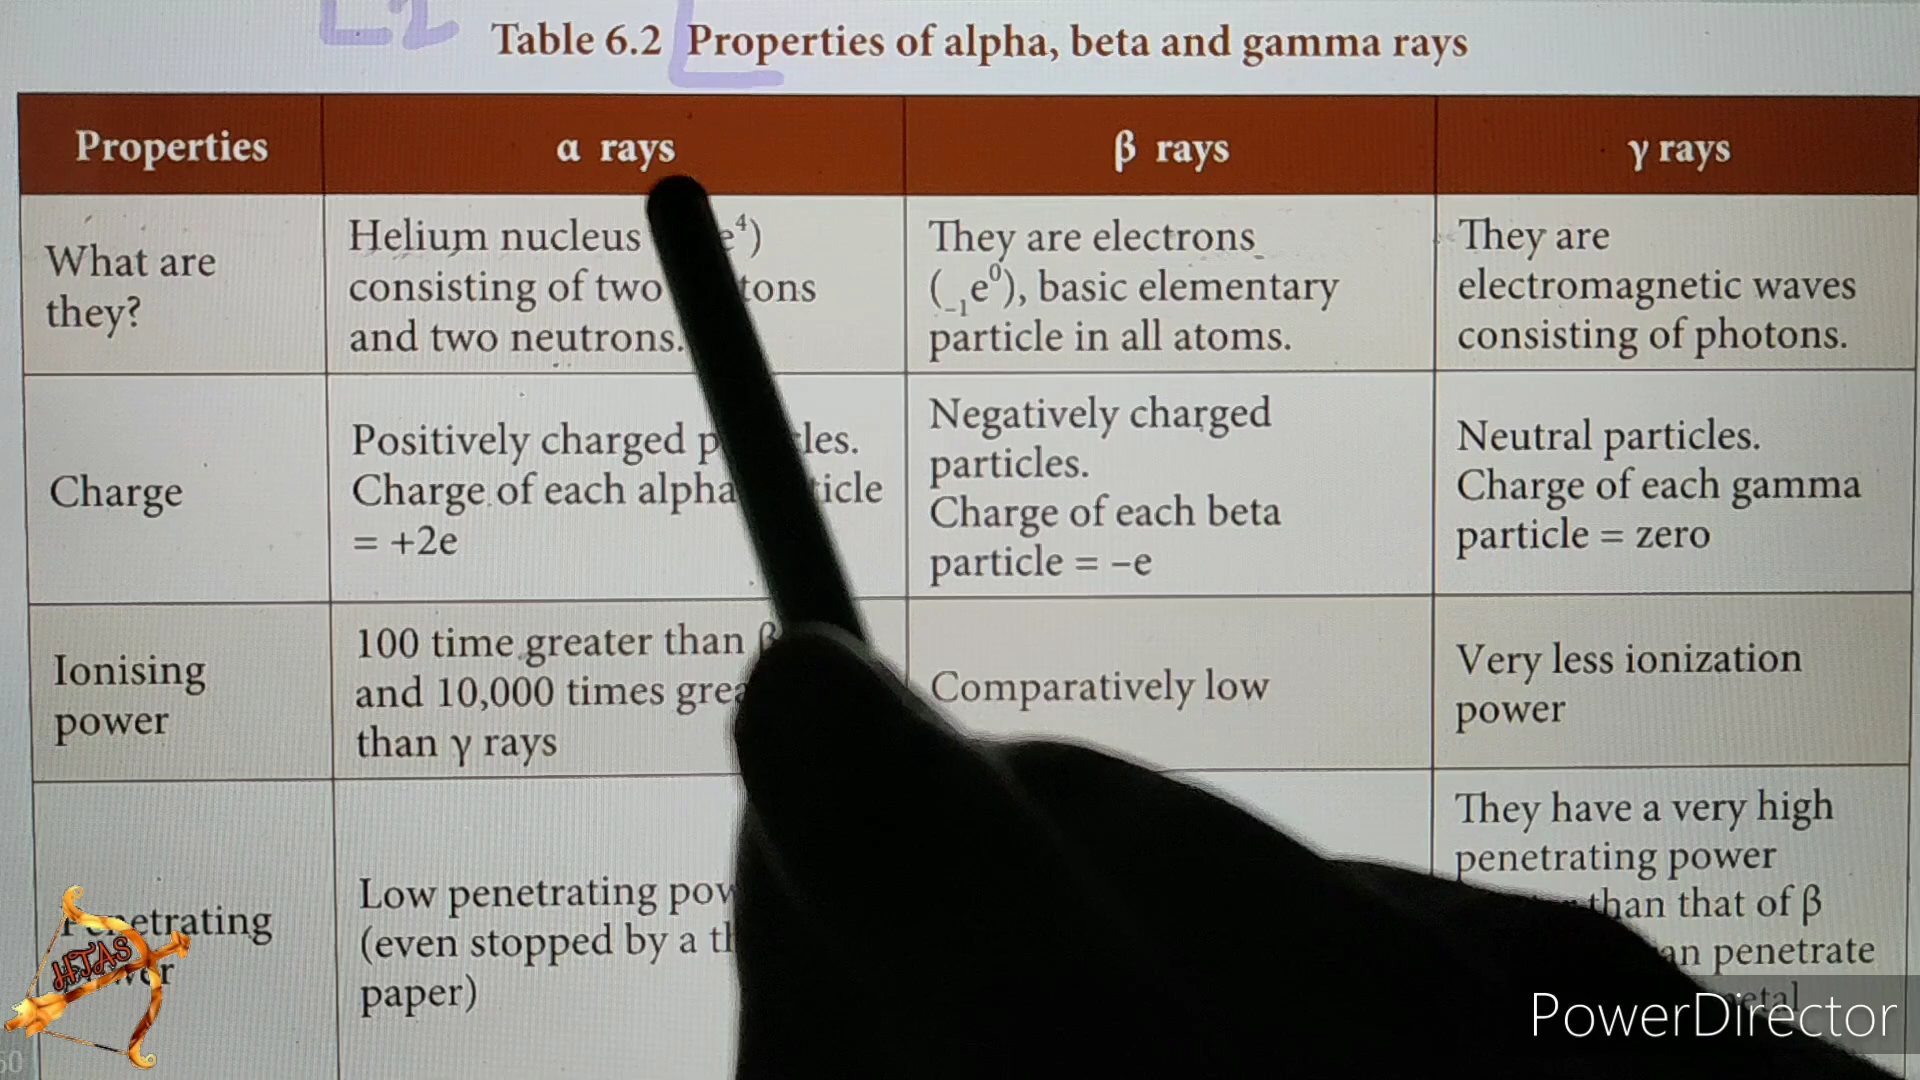 L2
Table 6.2 Properties of alpha, beta and gamma rays
Properties
α rays
β rays
γ rays
What are
they?
Helium nucleus
consisting of two
and two neutrons.
They are electrons
(₋₁e⁰), basic elementary
particle in all atoms.
They are
electromagnetic waves
consisting of photons.
Charge
Positively charged
Charge of each alpha
= +2e
Negatively charged
particles.
Charge of each beta
particle = –e
Neutral particles.
Charge of each gamma
particle = zero
Ionising
power
100 time greater than β
and 10,000 times
than γ rays
Comparatively low
Very less ionization
power
Penetrating
Low penetrating
(even stopped by a
paper)
They have a very high
penetrating power
than that of β
penetrate
HTAS
PowerDirector